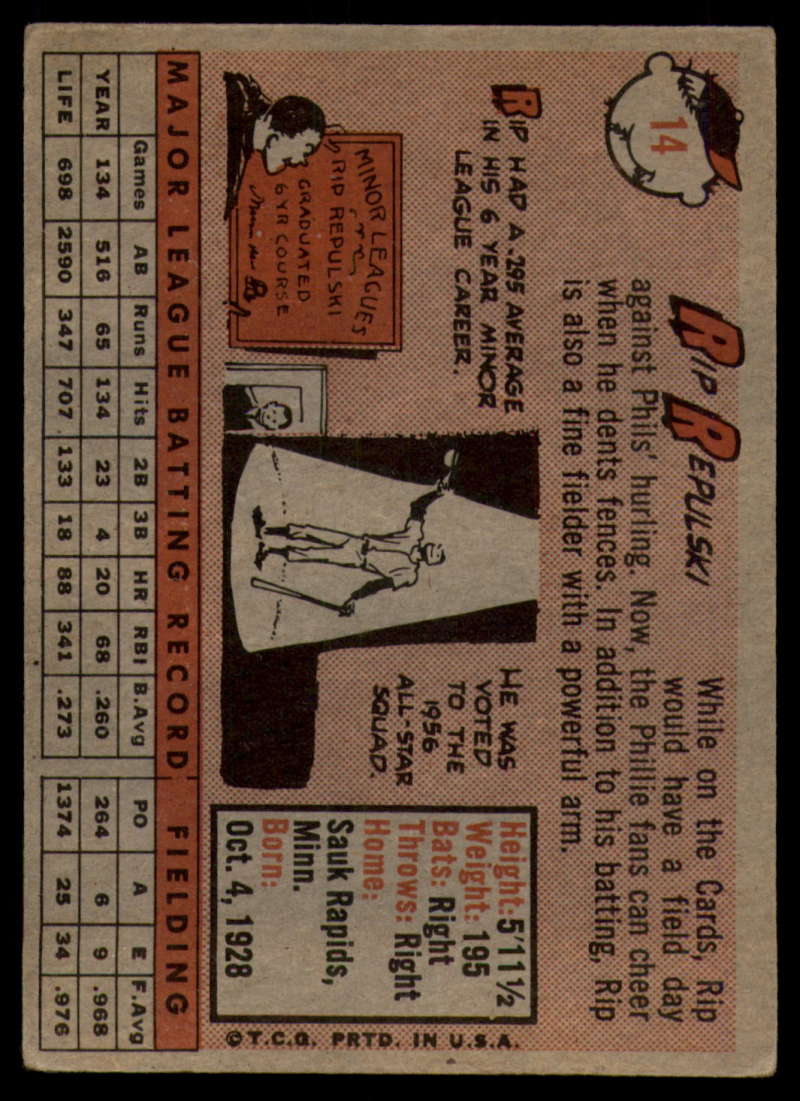 14
RIP REPULSKI
While on the Cards, Rip
would have a field day
against Phils' hurling. Now, the Phillie fans can cheer
when he dents fences. In addition to his batting, Rip
is also a fine fielder with a powerful arm.
RIP HAD A .295 AVERAGE
IN HIS 6 YEAR MINOR
LEAGUE CAREER.
MINOR LEAGUES
RIP REPULSKI
GRADUATED
6 YR COURSE
HE WAS
VOTED
TO THE
1956
ALL-STAR
SQUAD.
Height: 5'11½
Weight: 195
Bats: Right
Throws: Right
Home:
Sauk Rapids,
Minn.
Born:
Oct. 4, 1928
©T.C.G. PRTD. IN U.S.A.
MAJOR LEAGUE BATTING RECORD FIELDING
Games AB Runs Hits 2B 3B HR RBI B.Avg PO A E F.Avg
YEAR 134 516 65 134 23 4 20 68 .260 264 6 9 .968
LIFE 698 2590 347 707 133 18 88 341 .273 1374 25 34 .976